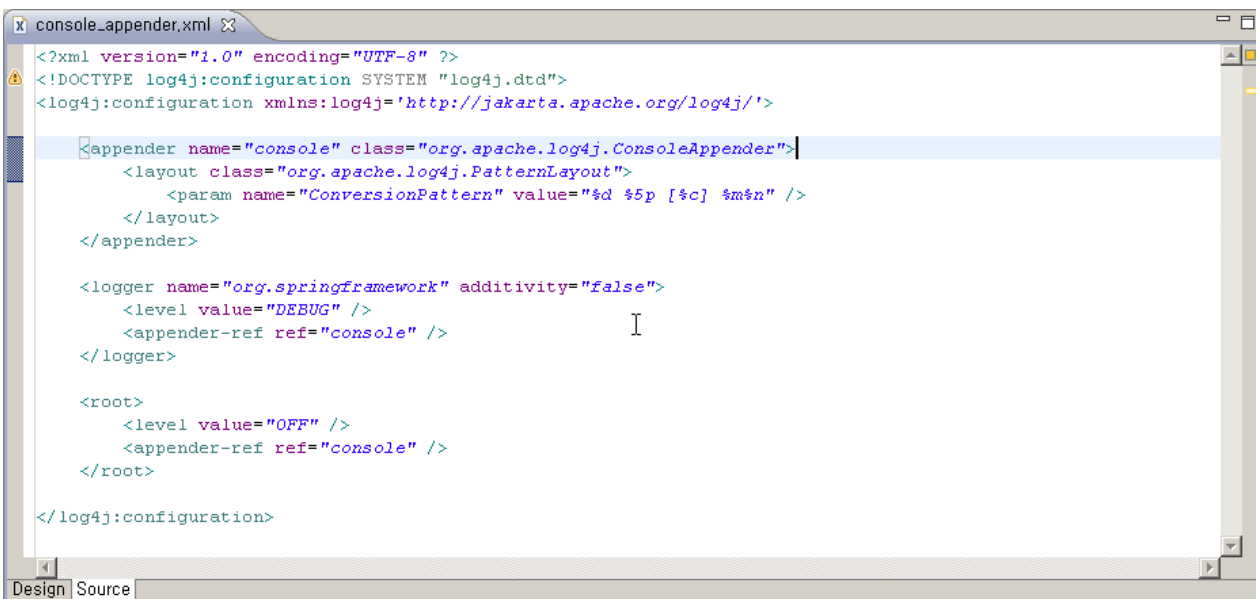 console_appender,xml
<?xml version="1.0" encoding="UTF-8" ?>
<!DOCTYPE log4j:configuration SYSTEM "log4j.dtd">
<log4j:configuration xmlns:log4j='http://jakarta.apache.org/log4j/'>
<appender name="console" class="org.apache.log4j.ConsoleAppender">
<layout class="org.apache.log4j.PatternLayout">
<param name="ConversionPattern" value="%d %5p [%c] %m%n" />
</layout>
</appender>
<logger name="org.springframework" additivity="false">
<level value="DEBUG" />
<appender-ref ref="console" />
</logger>
<root>
<level value="OFF" />
<appender-ref ref="console" />
</root>
</log4j:configuration>
Design Source